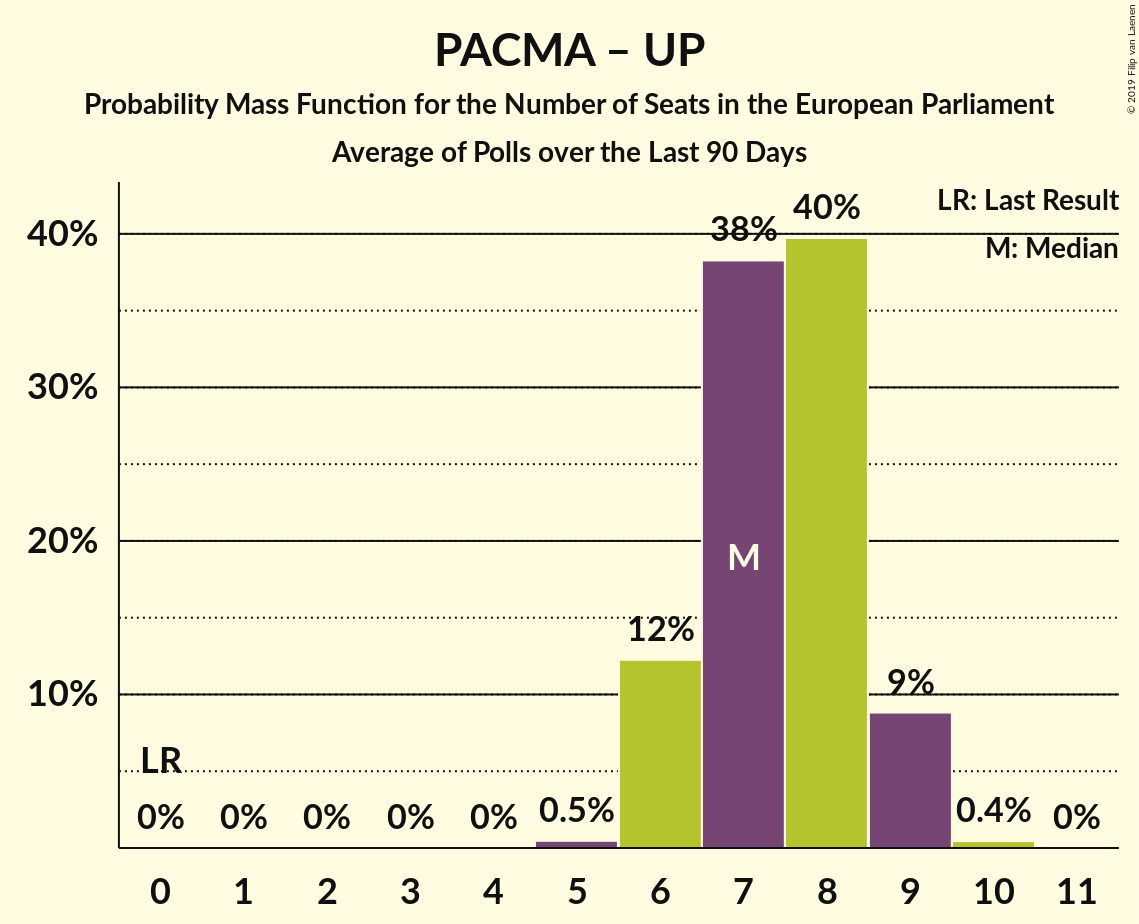 PACMA – UP
Probability Mass Function for the Number of Seats in the European Parliament
Average of Polls over the Last 90 Days
© 2019 Filip van Laenen
LR: Last Result
M: Median
40%
30%
20%
10%
LR
0%
0%
0%
0%
0%
0.5%
12%
38%
M
40%
9%
0.4%
0%
0 1 2 3 4 5 6 7 8 9 10 11